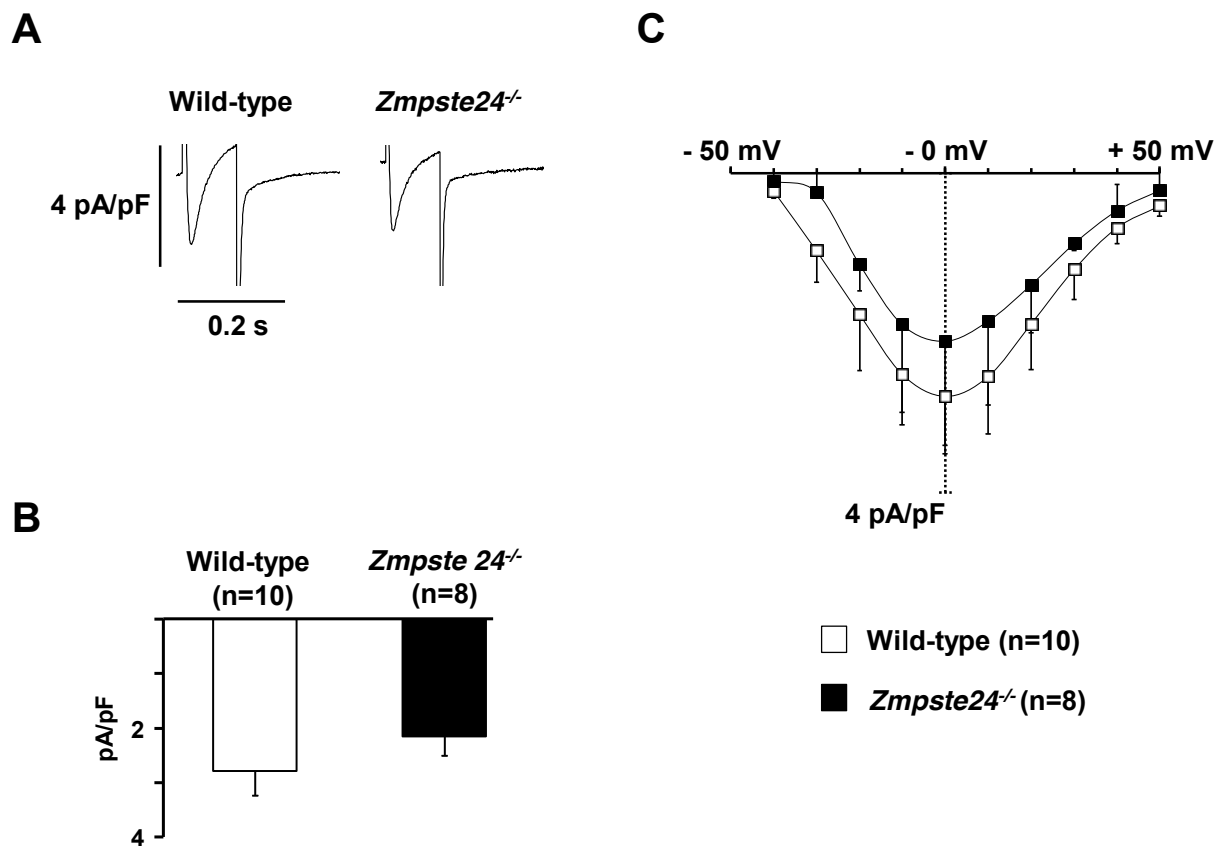 A
Wild-type Zmpste24-/-
4 pA/pF
0.2 s
B
Wild-type Zmpste 24-/-
(n=10) (n=8)
pA/pF
2
4
C
- 50 mV - 0 mV + 50 mV
4 pA/pF
Wild-type (n=10)
Zmpste24-/- (n=8)